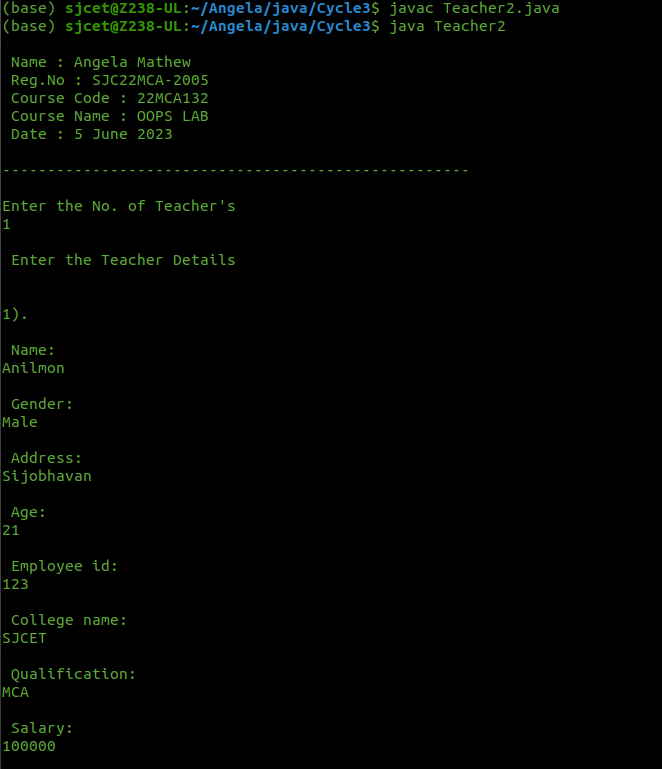 (base) sjcet@Z238-UL:~/Angela/java/Cycle3$ javac Teacher2.java
(base) sjcet@Z238-UL:~/Angela/java/Cycle3$ java Teacher2
Name : Angela Mathew
Reg.No : SJC22MCA-2005
Course Code : 22MCA132
Course Name : OOPS LAB
Date : 5 June 2023
----------------------------------------------------
Enter the No. of Teacher's
1
Enter the Teacher Details
1).
Name:
Anilmon
Gender:
Male
Address:
Sijobhavan
Age:
21
Employee id:
123
College name:
SJCET
Qualification:
MCA
Salary:
100000